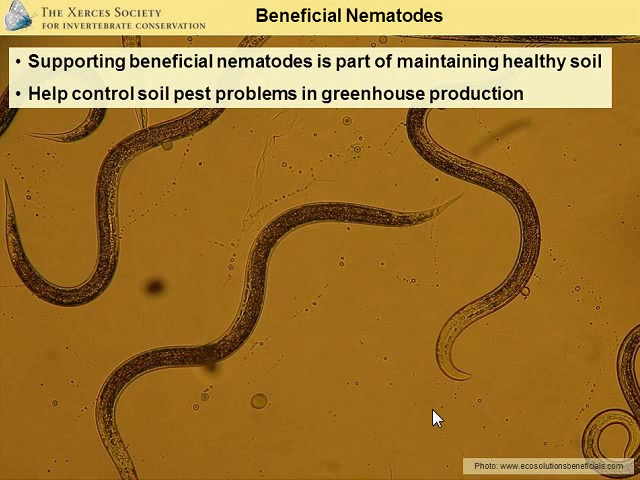 THE XERCES SOCIETY
FOR INVERTEBRATE CONSERVATION
Beneficial Nematodes
• Supporting beneficial nematodes is part of maintaining healthy soil
• Help control soil pest problems in greenhouse production
Photo: www.ecosolutionsbeneficials.com